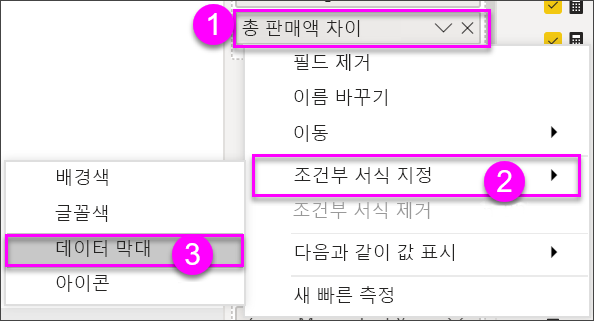 1
총 판매액 차이
필드 제거
이름 바꾸기
이동
조건부 서식 지정
2
조건부 서식 제거
다음과 같이 값 표시
새 빠른 측정
배경색
글꼴색
데이터 막대
3
아이콘